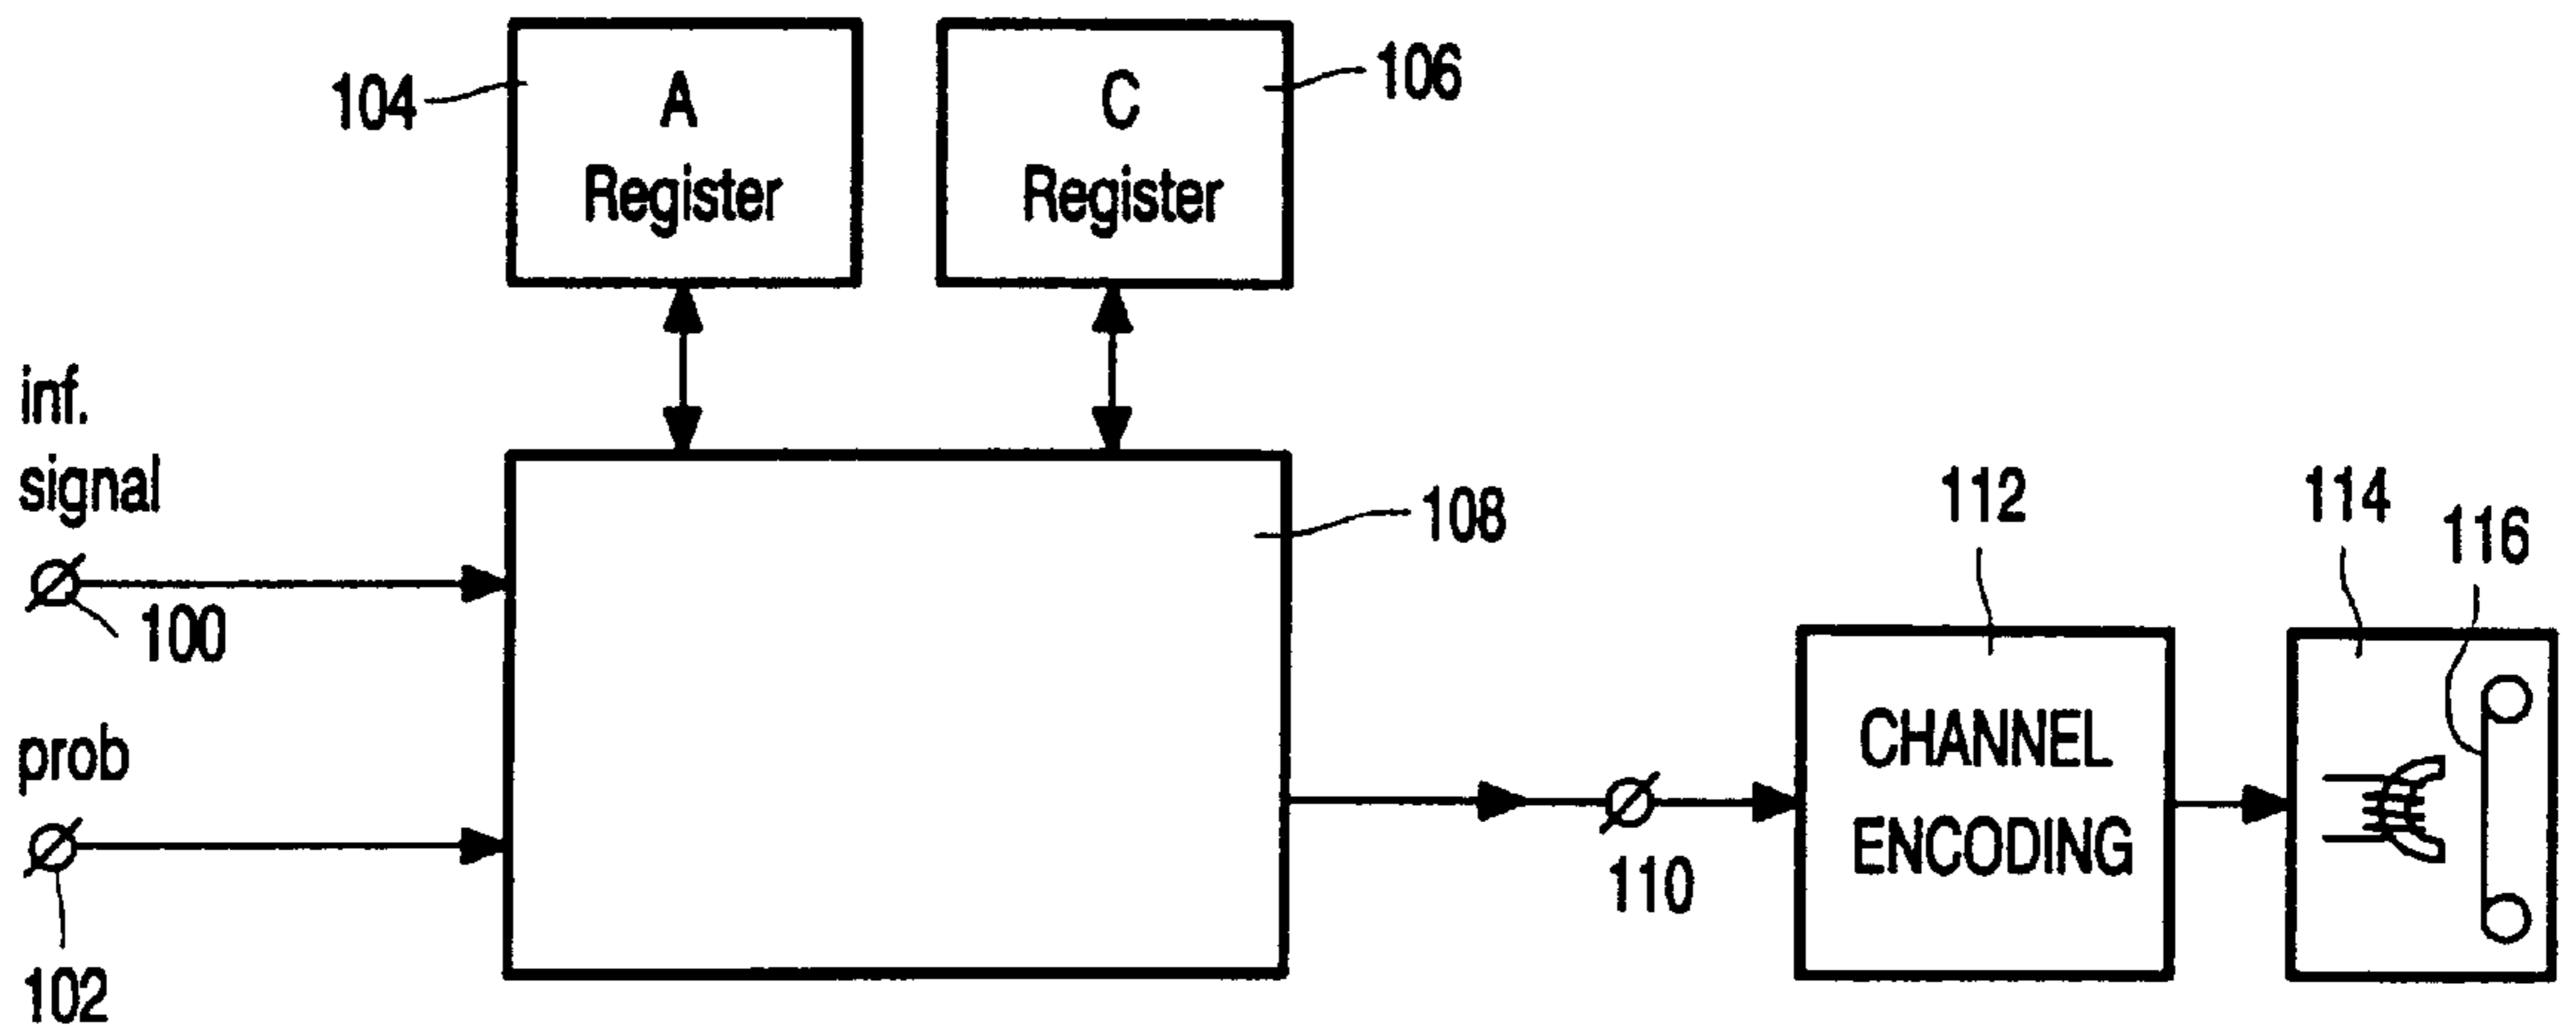 104
A
Register
C
Register
106
inf.
signal
100
108
prob
102
110
112
CHANNEL
ENCODING
114
116